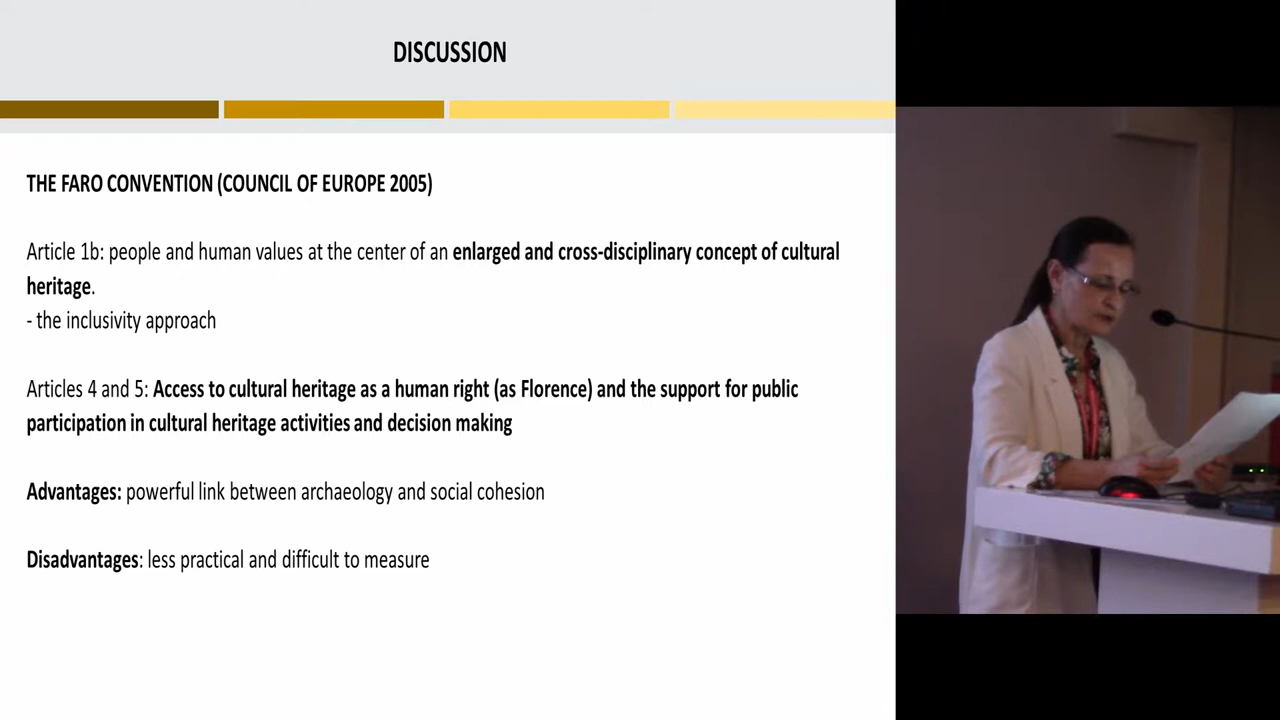 DISCUSSION
THE FARO CONVENTION (COUNCIL OF EUROPE 2005)
Article 1b: people and human values at the center of an enlarged and cross-disciplinary concept of cultural
heritage.
- the inclusivity approach
Articles 4 and 5: Access to cultural heritage as a human right (as Florence) and the support for public
participation in cultural heritage activities and decision making
Advantages: powerful link between archaeology and social cohesion
Disadvantages: less practical and difficult to measure